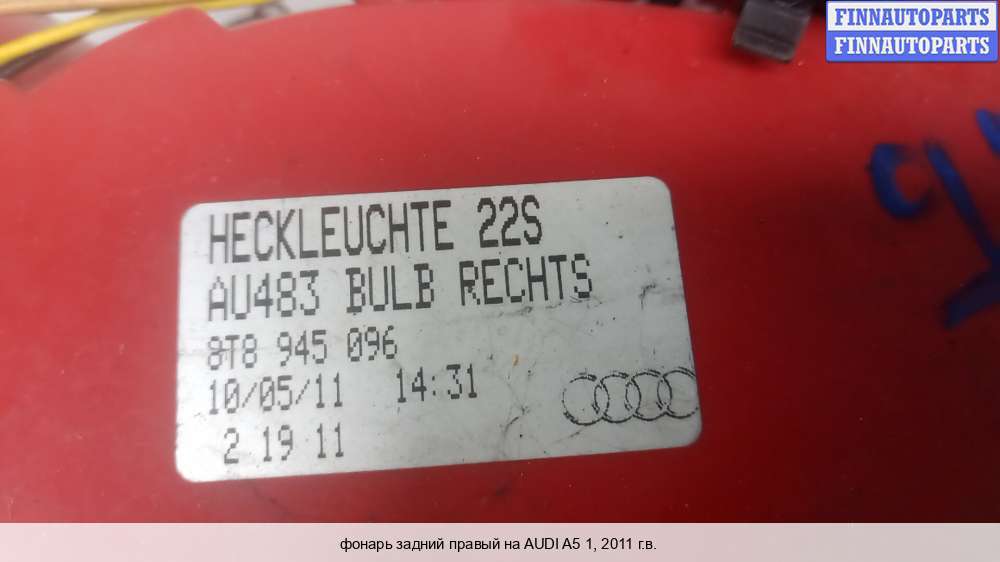 FINNAUTOPARTS
FINNAUTOPARTS
HECKLEUCHTE 22S
AU483 BULB RECHTS
8T8 945 096
10/05/11 14:31
2 19 11
фонарь задний правый на AUDI A5 1, 2011 г.в.